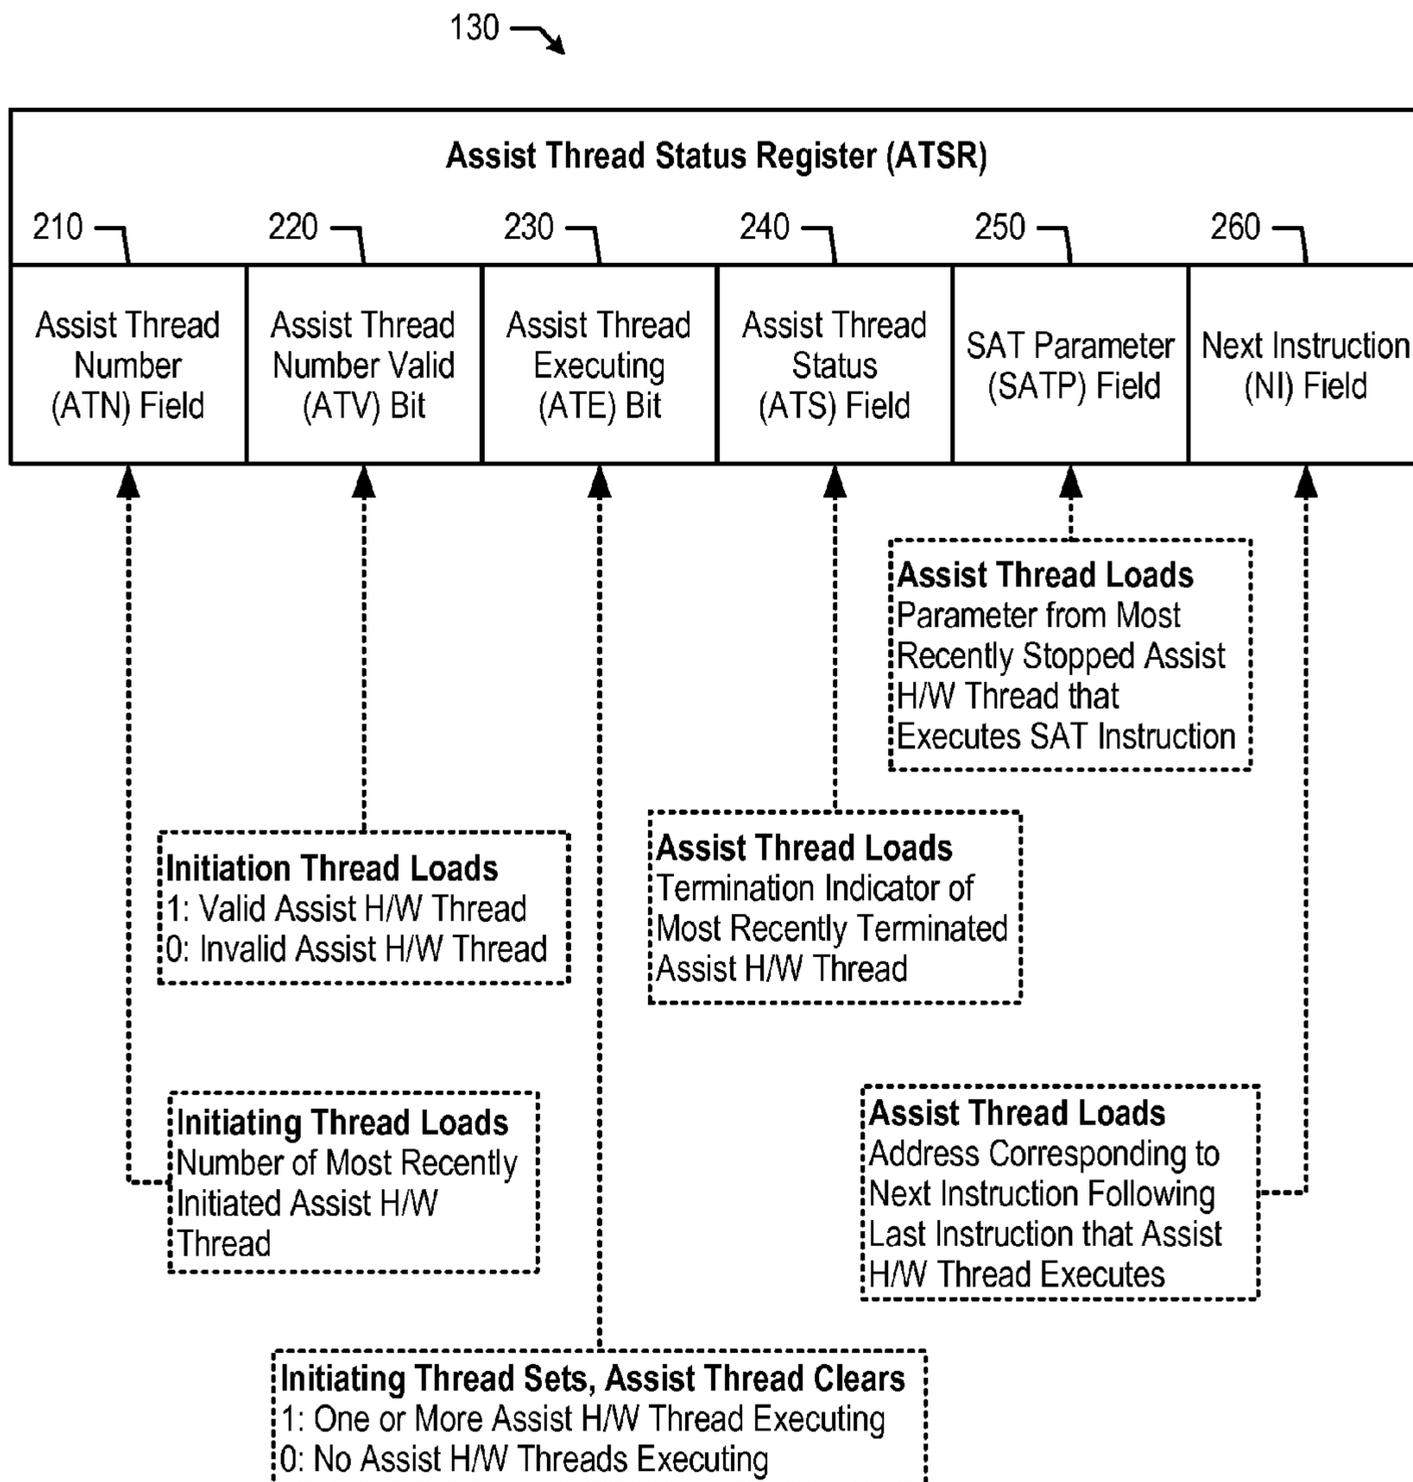 130
Assist Thread Status Register (ATSR)
210 220 230 240 250 260
Assist Thread
Number
(ATN) Field
Assist Thread
Number Valid
(ATV) Bit
Assist Thread
Executing
(ATE) Bit
Assist Thread
Status
(ATS) Field
SAT Parameter
(SATP) Field
Next Instruction
(NI) Field
Assist Thread Loads
Parameter from Most
Recently Stopped Assist
H/W Thread that
Executes SAT Instruction
Initiation Thread Loads
1: Valid Assist H/W Thread
0: Invalid Assist H/W Thread
Assist Thread Loads
Termination Indicator of
Most Recently Terminated
Assist H/W Thread
Initiating Thread Loads
Number of Most Recently
Initiated Assist H/W
Thread
Assist Thread Loads
Address Corresponding to
Next Instruction Following
Last Instruction that Assist
H/W Thread Executes
Initiating Thread Sets, Assist Thread Clears
1: One or More Assist H/W Thread Executing
0: No Assist H/W Threads Executing